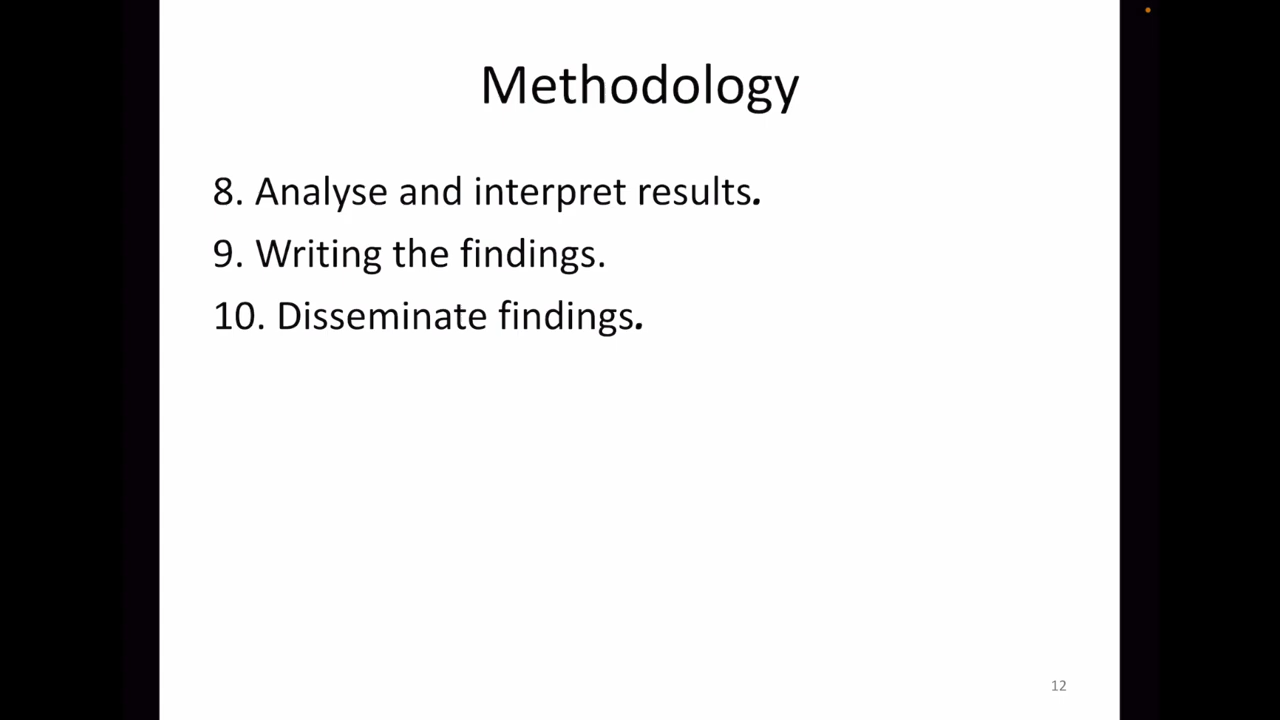 Methodology
8. Analyse and interpret results.
9. Writing the findings.
10. Disseminate findings.
12